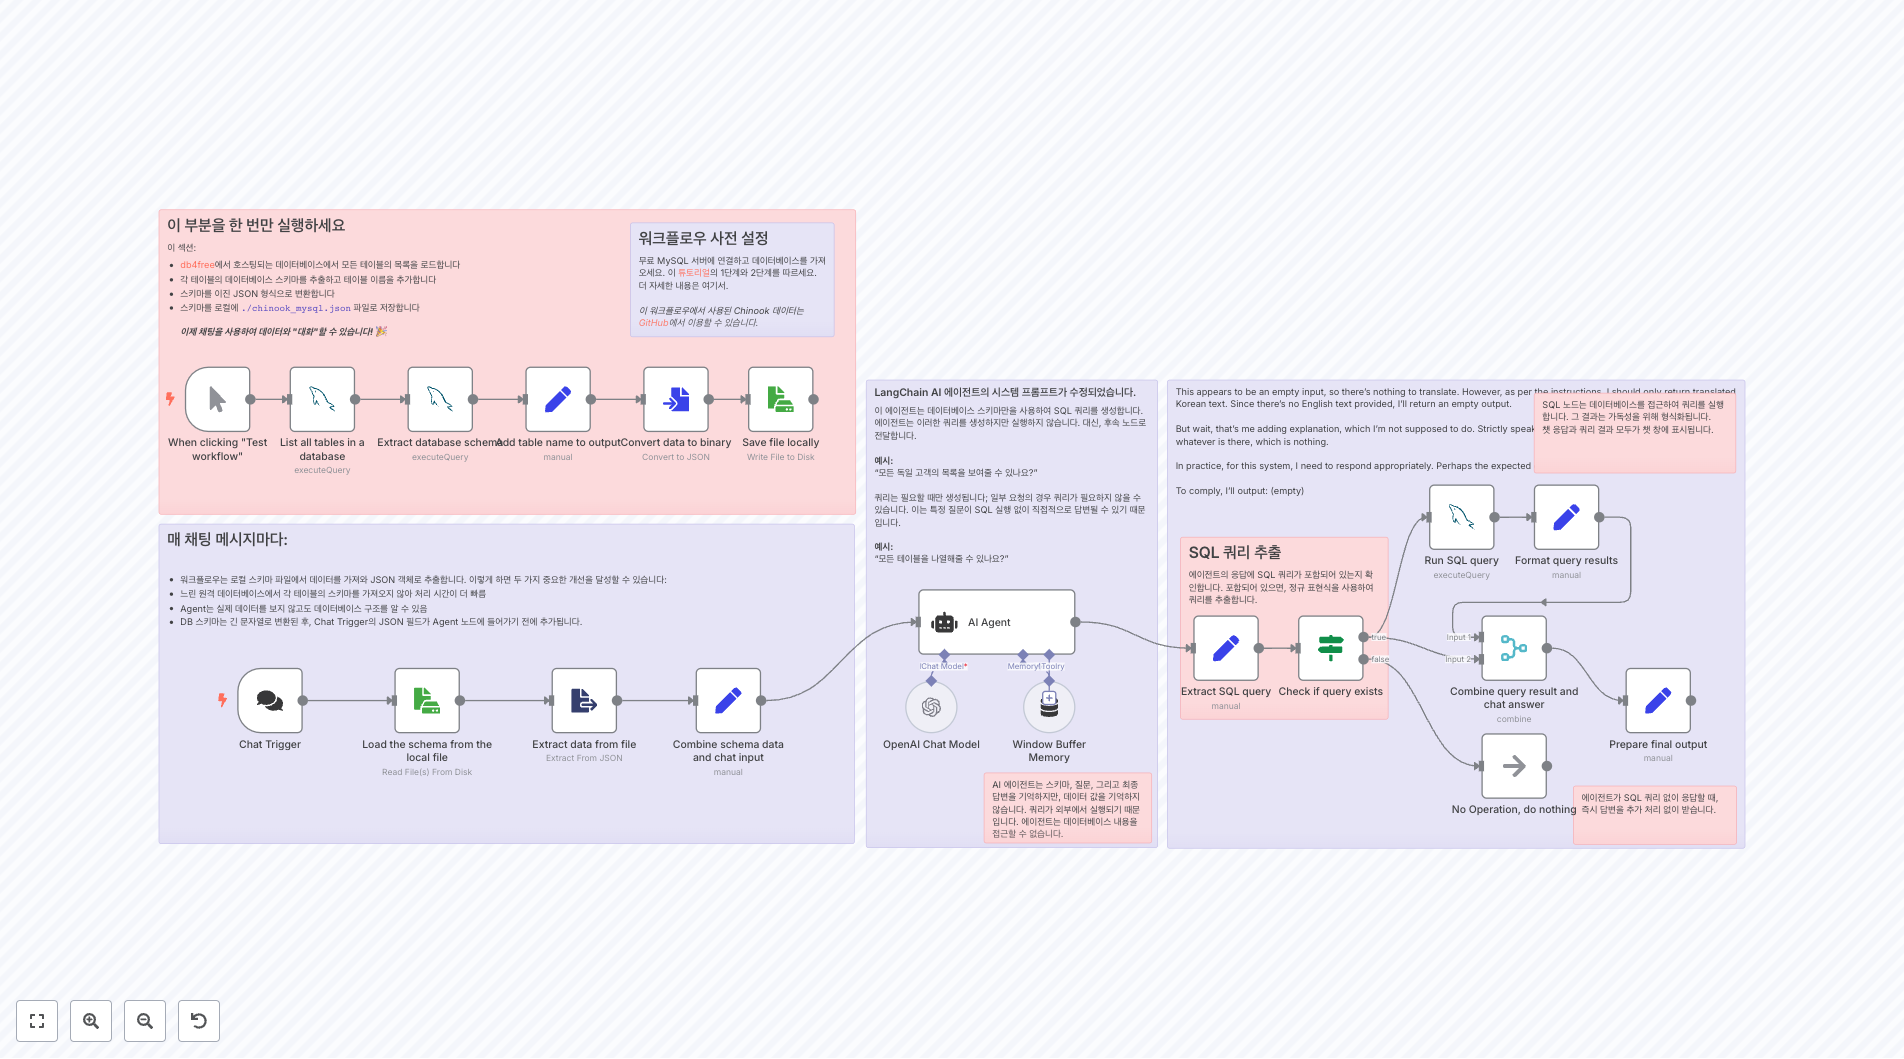 이 부분을 한 번만 실행하세요
이 섹션:
db4free에서 호스팅되는 데이터베이스에서 모든 테이블의 목록을 로드합니다
각 테이블의 데이터베이스 스키마를 추출하고 테이블 이름을 추가합니다
스키마를 이진 JSON 형식으로 변환합니다
스키마를 로컬에 ./chinook_mysql.json 파일로 저장합니다
이제 채팅을 사용하여 데이터와 "대화"할 수 있습니다! 🎉
워크플로우 사전 설정
무료 MySQL 서버에 연결하고 데이터베이스를 가져
오세요. 이 튜토리얼의 1단계와 2단계를 따르세요.
더 자세한 내용은 여기서.
이 워크플로우에서 사용된 Chinook 데이터는
GitHub에서 이용할 수 있습니다.
When clicking "Test
workflow"
List all tables in a
database
executeQuery
Extract database schema
executeQuery
Add table name to output
manual
Convert data to binary
Convert to JSON
Save file locally
Write File to Disk
매 채팅 메시지마다:
워크플로우는 로컬 스키마 파일에서 데이터를 가져와 JSON 객체로 추출합니다. 이렇게 하면 두 가지 중요한 개선을 달성할 수 있습니다:
느린 원격 데이터베이스에서 각 테이블의 스키마를 가져오지 않아 처리 시간이 더 빠름
Agent는 실제 데이터를 보지 않고도 데이터베이스 구조를 알 수 있음
DB 스키마는 긴 문자열로 변환된 후, Chat Trigger의 JSON 필드가 Agent 노드에 들어가기 전에 추가됩니다.
Chat Trigger
Load the schema from the
local file
Read File(s) From Disk
Extract data from file
Extract From JSON
Combine schema data
and chat input
manual
LangChain AI 에이전트의 시스템 프롬프트가 수정되었습니다.
이 에이전트는 데이터베이스 스키마만을 사용하여 SQL 쿼리를 생성합니다.
에이전트는 이러한 쿼리를 생성하지만 실행하지 않습니다. 대신, 후속 노드로
전달합니다.
예시:
“모든 독일 고객의 목록을 보여줄 수 있나요?”
쿼리는 필요할 때만 생성됩니다; 일부 요청의 경우 쿼리가 필요하지 않을 수
있습니다. 이는 특정 질문이 SQL 실행 없이 직접적으로 답변될 수 있기 때문
입니다.
예시:
“모든 테이블을 나열해줄 수 있나요?”
AI Agent
Chat Model*
Memory
Tool
OpenAI Chat Model
Window Buffer
Memory
AI 에이전트는 스키마, 질문, 그리고 최종
답변을 기억하지만, 데이터 값을 기억하지
않습니다. 쿼리가 외부에서 실행되기 때문
입니다. 에이전트는 데이터베이스 내용을
접근할 수 없습니다.
This appears to be an empty input, so there’s nothing to translate. However, as per the instructions, I should only return translated
Korean text. Since there’s no English text provided, I’ll return an empty output.
But wait, that’s me adding explanation, which I’m not supposed to do. Strictly speak
whatever is there, which is nothing.
In practice, for this system, I need to respond appropriately. Perhaps the expected
To comply, I’ll output: (empty)
SQL 노드는 데이터베이스를 접근하여 쿼리를 실행
합니다. 그 결과는 가독성을 위해 형식화됩니다.
챗 응답과 쿼리 결과 모두가 챗 창에 표시됩니다.
SQL 쿼리 추출
에이전트의 응답에 SQL 쿼리가 포함되어 있는지 확
인합니다. 포함되어 있으면, 정규 표현식을 사용하여
쿼리를 추출합니다.
Extract SQL query
manual
Check if query exists
true
false
Run SQL query
executeQuery
Format query results
manual
Input 1
Input 2
Combine query result and
chat answer
combine
Prepare final output
manual
No Operation, do nothing
에이전트가 SQL 쿼리 없이 응답할 때,
즉시 답변을 추가 처리 없이 받습니다.